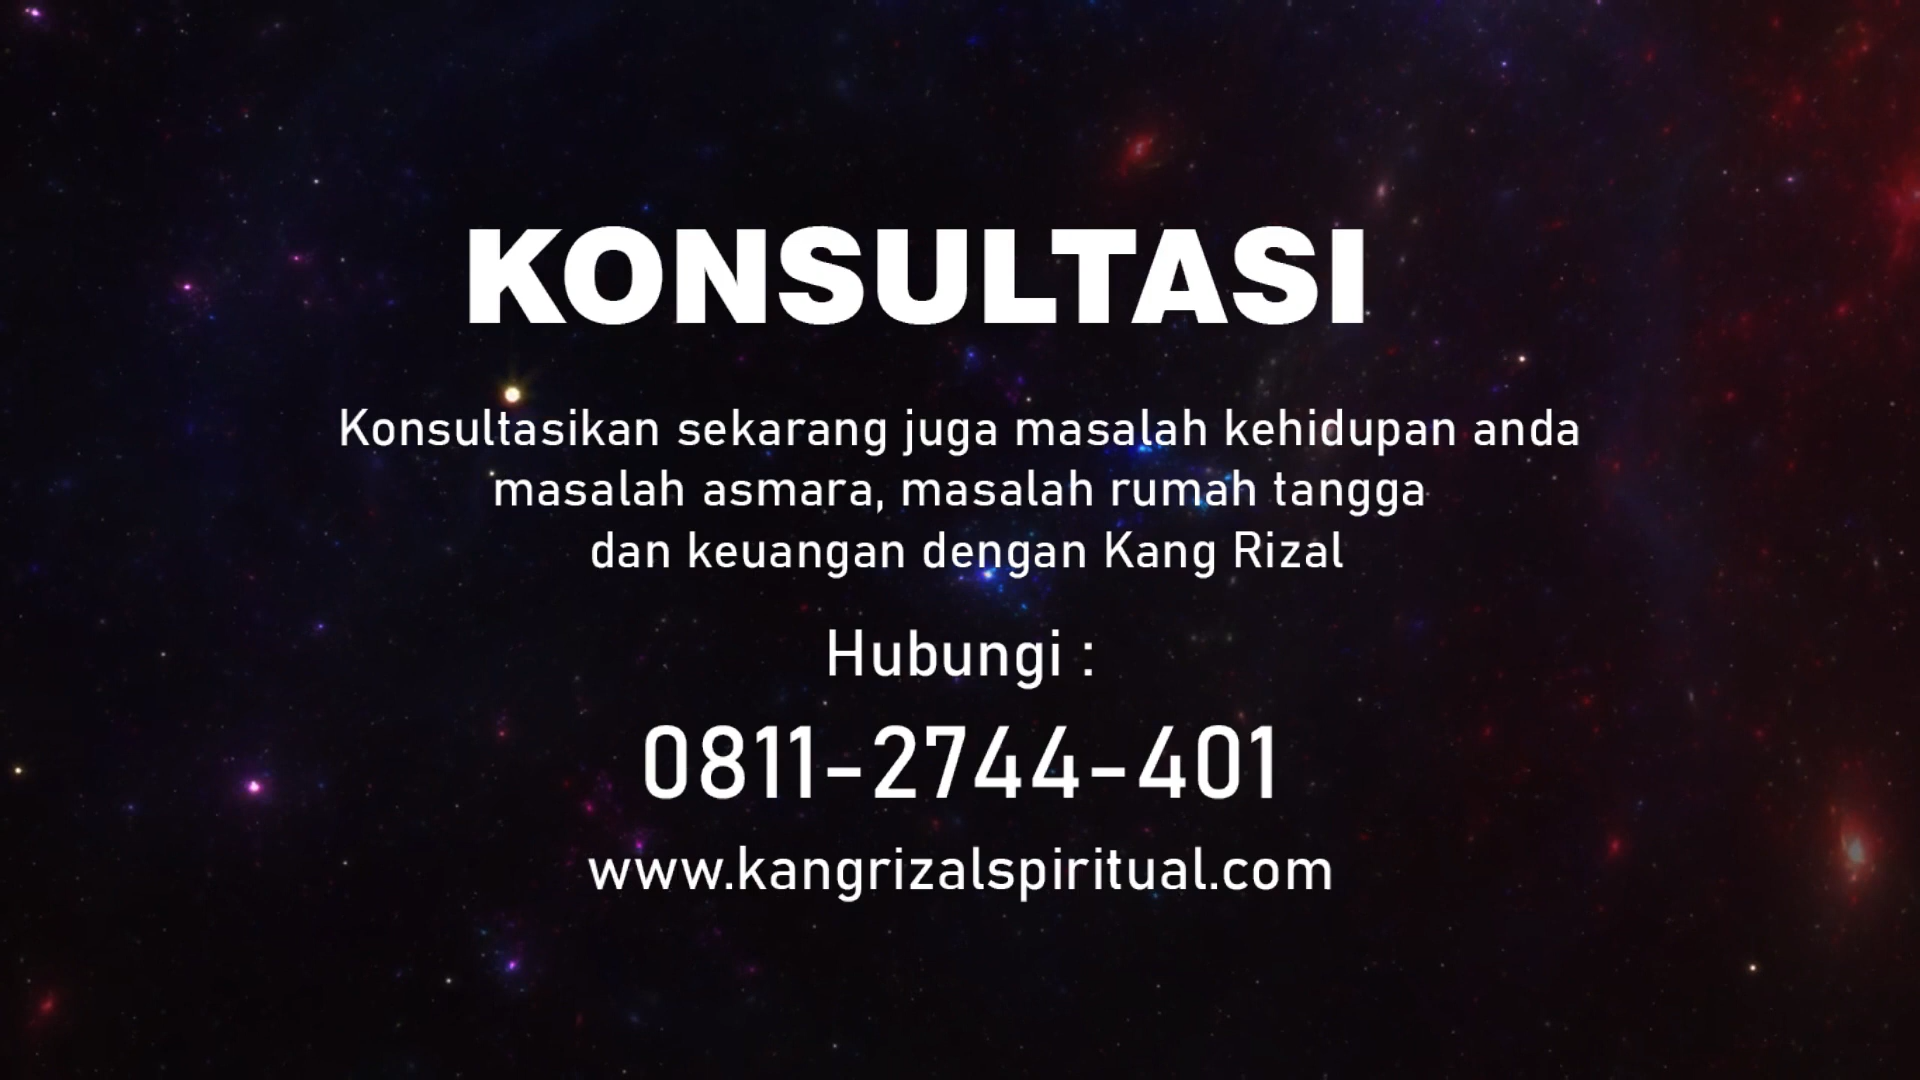 KONSULTASI
Konsultasikan sekarang juga masalah kehidupan anda
masalah asmara, masalah rumah tangga
dan keuangan dengan Kang Rizal
Hubungi :
0811-2744-401
www.kangrizalspiritual.com